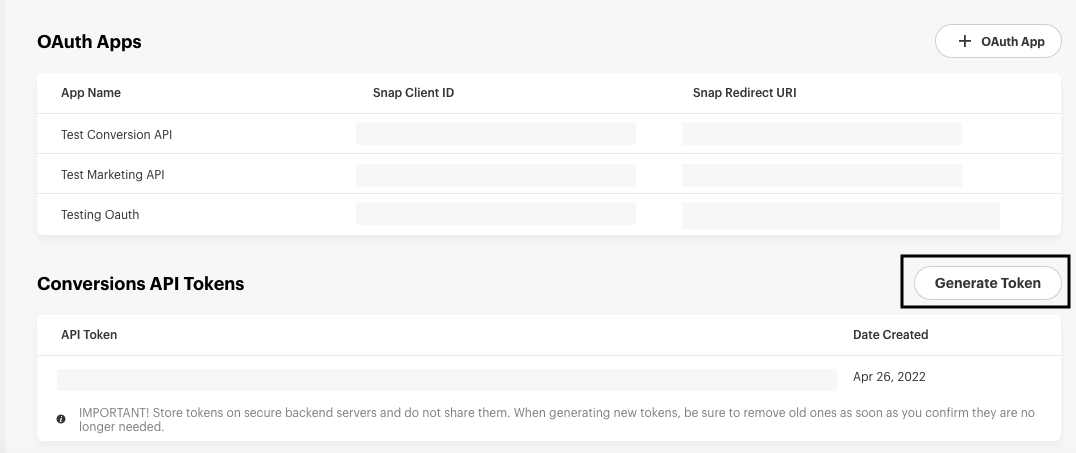 OAuth Apps
+ OAuth App
App Name Snap Client ID Snap Redirect URI
Test Conversion API
Test Marketing API
Testing Oauth
Conversions API Tokens
Generate Token
API Token Date Created
Apr 26, 2022
IMPORTANT! Store tokens on secure backend servers and do not share them. When generating new tokens, be sure to remove old ones as soon as you confirm they are no
longer needed.